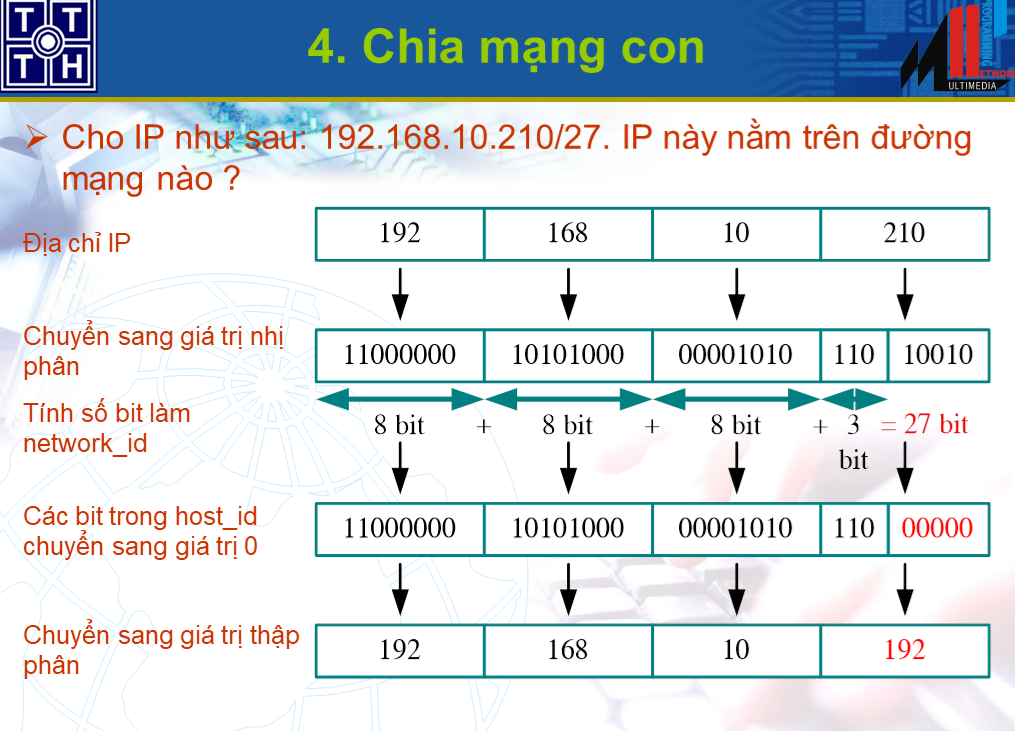 T T
T H
4. Chia mạng con
PROGRAMMING
NETWORK
ULTIMEDIA
➢ Cho IP như sau: 192.168.10.210/27. IP này nằm trên đường
mạng nào ?
Địa chỉ IP
192 168 10 210
Chuyển sang giá trị nhị
phân
11000000 10101000 00001010 110 10010
Tính số bit làm
network_id
8 bit + 8 bit + 8 bit + 3 = 27 bit
bit
Các bit trong host_id
chuyển sang giá trị 0
11000000 10101000 00001010 110 00000
Chuyển sang giá trị thập
phân
192 168 10 192